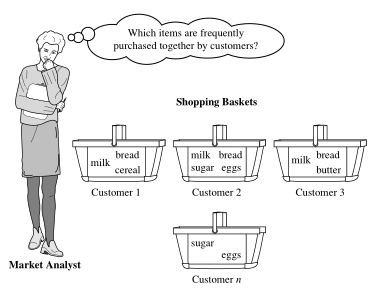 Which items are frequently
purchased together by customers?
Shopping Baskets
milk bread
cereal
Customer 1
milk bread
sugar eggs
Customer 2
milk bread
butter
Customer 3
sugar
eggs
Customer n
Market Analyst